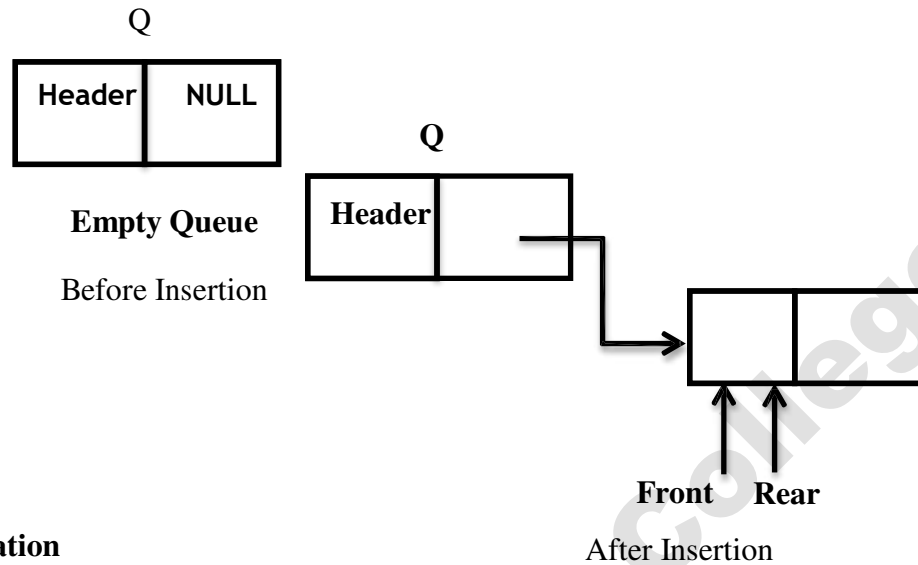 Q
Header NULL
Q
Empty Queue
Header
Before Insertion
Front Rear
After Insertion